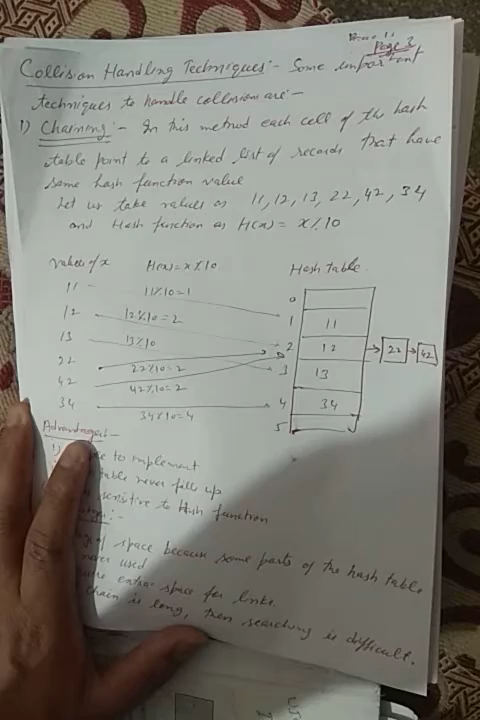 Page 3
Collision Handling Techniques:- Some important
techniques to handle collision are:-
1) Chaining:- In this method each cell of the hash
table point to a linked list of records that have
same hash function value
Let us take values as 11, 12, 13, 22, 42, 34
and Hash function as H(x) = x%10
Values of x H(x) = x%10 Hash table
0
11 11%10=1
1 11
12 12%10=2
2 12 22 42
13 13%10
3 13
22 22%10=2
42 42%10=2
34 34%10=4
4 34
5
Advantages:-
1) to implement
table never fills up
sensitive to Hash function
of space because some parts of the hash table
never used
extra space for links.
chain is long, then searching is difficult.